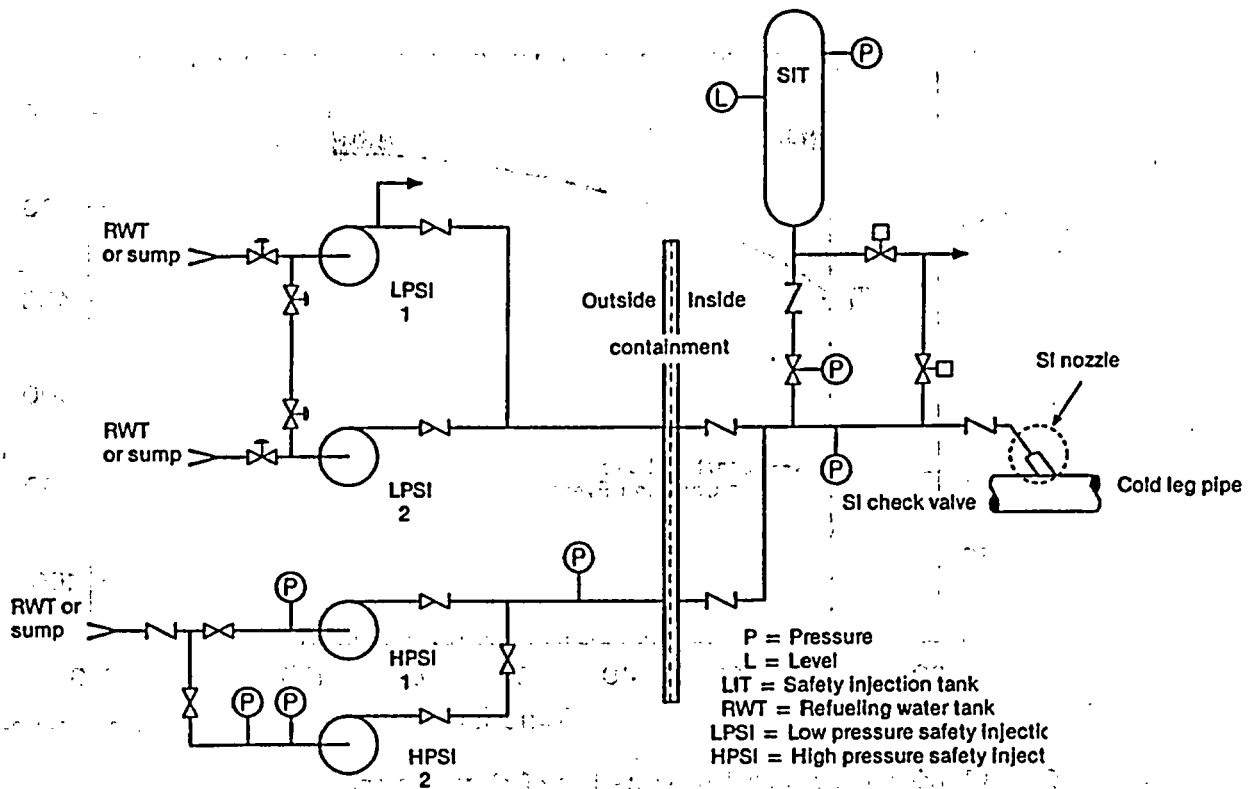 SIT
P
L
RWT
or sump
LPSI
1
Outside
Inside
containment
P
SI nozzle
RWT
or sump
LPSI
2
P
SI check valve
Cold leg pipe
P
P
RWT or
sump
HPSI
1
P
P
HPSI
2
P = Pressure
L = Level
LIT = Safety injection tank
RWT = Refueling water tank
LPSI = Low pressure safety injectic
HPSI = High pressure safety inject